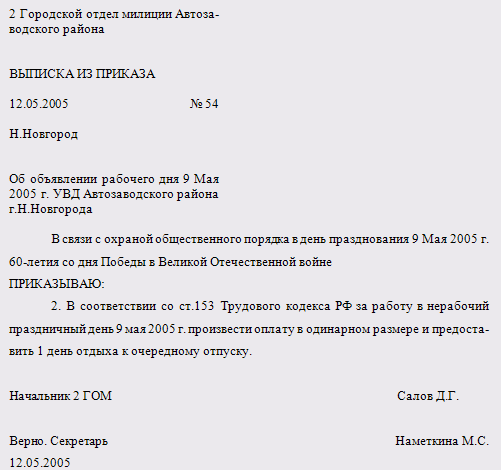 2 Городской отдел милиции Автоза-
водского района
ВЫПИСКА ИЗ ПРИКАЗА
12.05.2005 № 54
Н.Новгород
Об объявлении рабочего дня 9 Мая
2005 г. УВД Автозаводского района
г.Н.Новгорода
В связи с охраной общественного порядка в день празднования 9 Мая 2005 г.
60-летия со дня Победы в Великой Отечественной войне
ПРИКАЗЫВАЮ:
2. В соответствии со ст.153 Трудового кодекса РФ за работу в нерабочий
праздничный день 9 мая 2005 г. произвести оплату в одинарном размере и предоста-
вить 1 день отдыха к очередному отпуску.
Начальник 2 ГОМ Салов Д.Г.
Верно. Секретарь Наметкина М.С.
12.05.2005